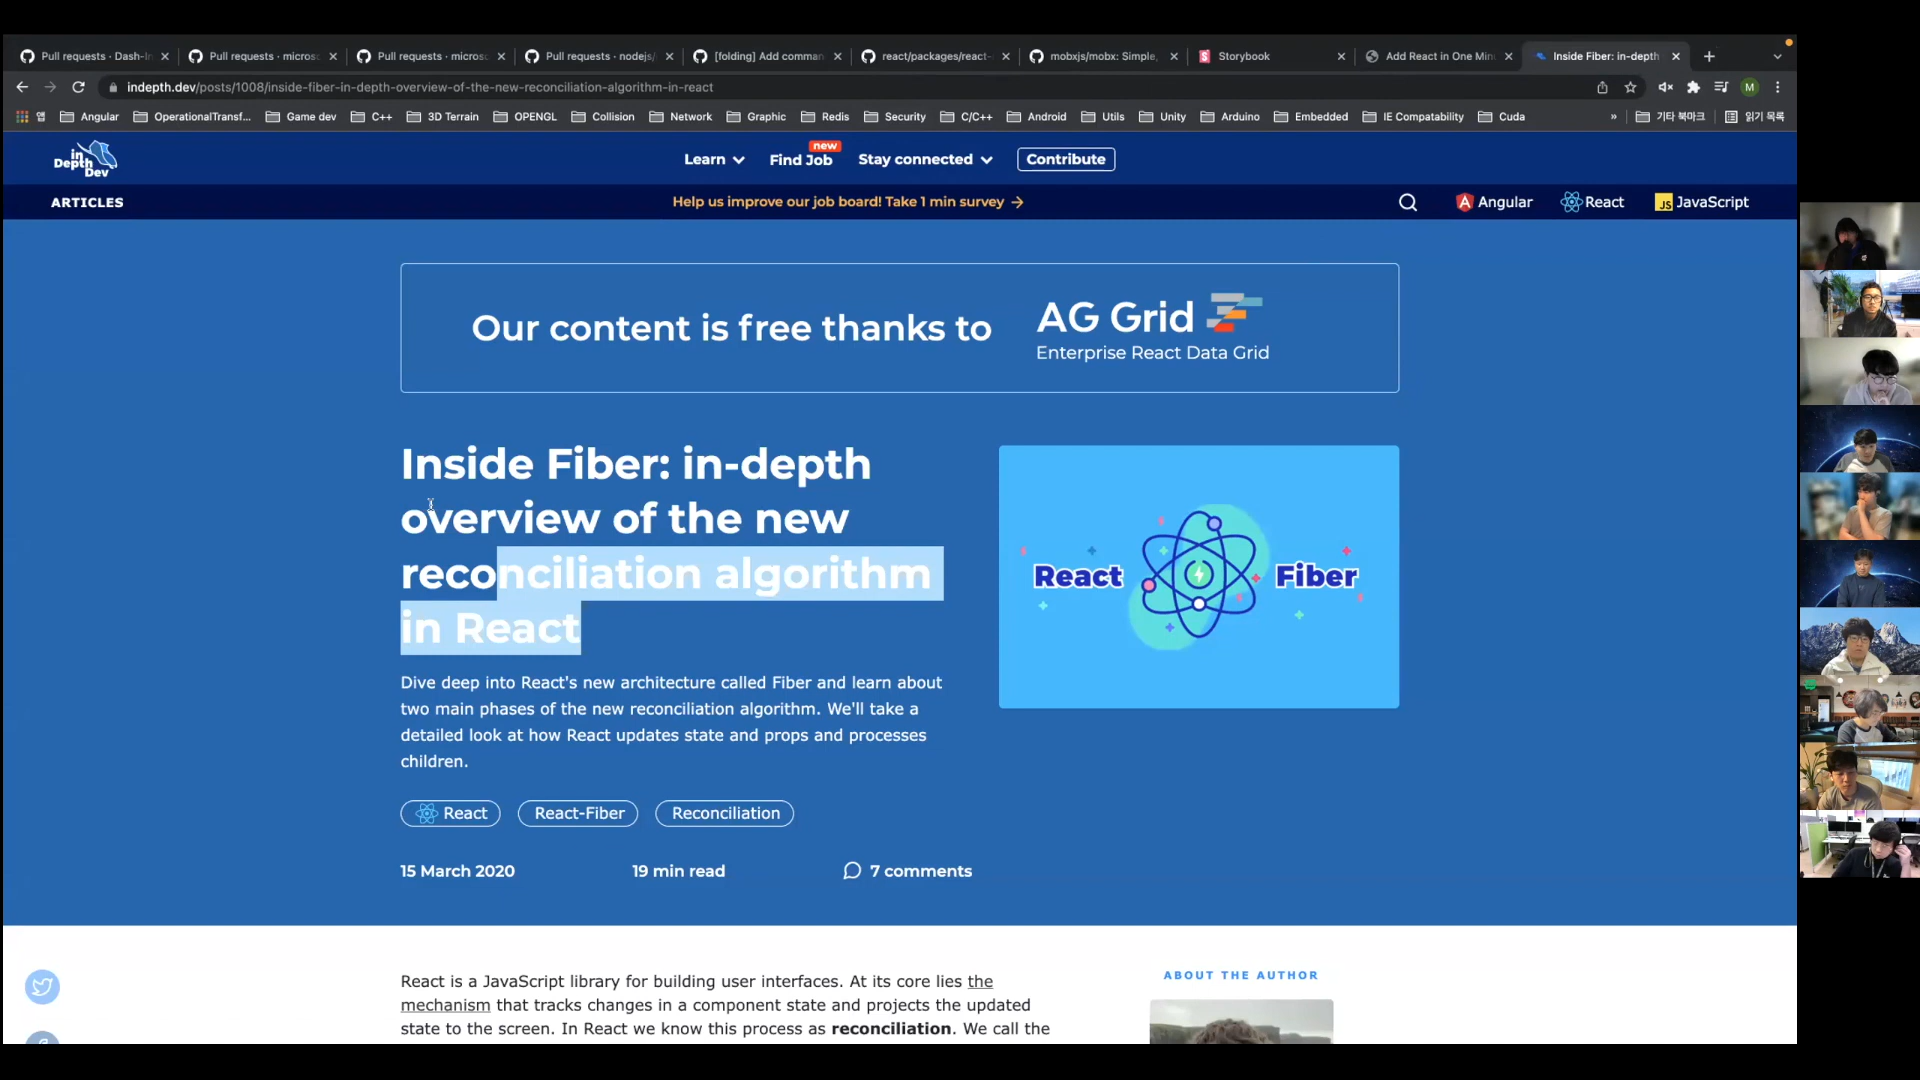 Pull requests · Dash-In
Pull requests · micros
Pull requests · micros
Pull requests · nodejs/
[folding] Add comman
react/packages/react-
mobxjs/mobx: Simple,
Storybook
Add React in One Min
Inside Fiber: in-depth
indepth.dev/posts/1008/inside-fiber-in-depth-overview-of-the-new-reconciliation-algorithm-in-react
M
앱
Angular
OperationalTransf...
Game dev
C++
3D Terrain
OPENGL
Collision
Network
Graphic
Redis
Security
C/C++
Android
Utils
Unity
Arduino
Embedded
IE Compatability
Cuda
»
기타 북마크
읽기 목록
in Depth Dev
Learn
Find Job
new
Stay connected
Contribute
ARTICLES
Help us improve our job board! Take 1 min survey →
Angular
React
JS JavaScript
Our content is free thanks to
AG Grid
Enterprise React Data Grid
Inside Fiber: in-depth
overview of the new
reconciliation algorithm
in React
React
Fiber
Dive deep into React's new architecture called Fiber and learn about
two main phases of the new reconciliation algorithm. We'll take a
detailed look at how React updates state and props and processes
children.
React
React-Fiber
Reconciliation
15 March 2020
19 min read
7 comments
React is a JavaScript library for building user interfaces. At its core lies the
mechanism that tracks changes in a component state and projects the updated
state to the screen. In React we know this process as reconciliation. We call the
ABOUT THE AUTHOR